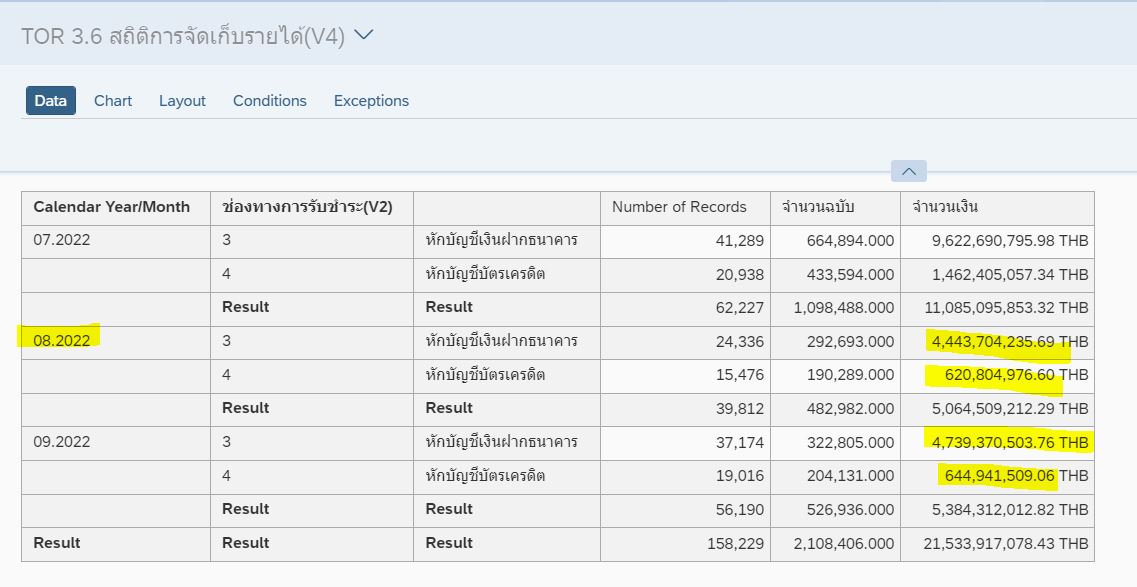 TOR 3.6 สถิติการจัดเก็บรายได้(V4)
Data Chart Layout Conditions Exceptions
Calendar Year/Month ช่องทางการรับชำระ(V2) Number of Records จำนวนฉบับ จำนวนเงิน
07.2022 3 หักบัญชีเงินฝากธนาคาร 41,289 664,894.000 9,622,690,795.98 THB
4 หักบัญชีบัตรเครดิต 20,938 433,594.000 1,462,405,057.34 THB
Result Result 62,227 1,098,488.000 11,085,095,853.32 THB
08.2022 3 หักบัญชีเงินฝากธนาคาร 24,336 292,693.000 4,443,704,235.69 THB
4 หักบัญชีบัตรเครดิต 15,476 190,289.000 620,804,976.60 THB
Result Result 39,812 482,982.000 5,064,509,212.29 THB
09.2022 3 หักบัญชีเงินฝากธนาคาร 37,174 322,805.000 4,739,370,503.76 THB
4 หักบัญชีบัตรเครดิต 19,016 204,131.000 644,941,509.06 THB
Result Result 56,190 526,936.000 5,384,312,012.82 THB
Result Result Result 158,229 2,108,406.000 21,533,917,078.43 THB